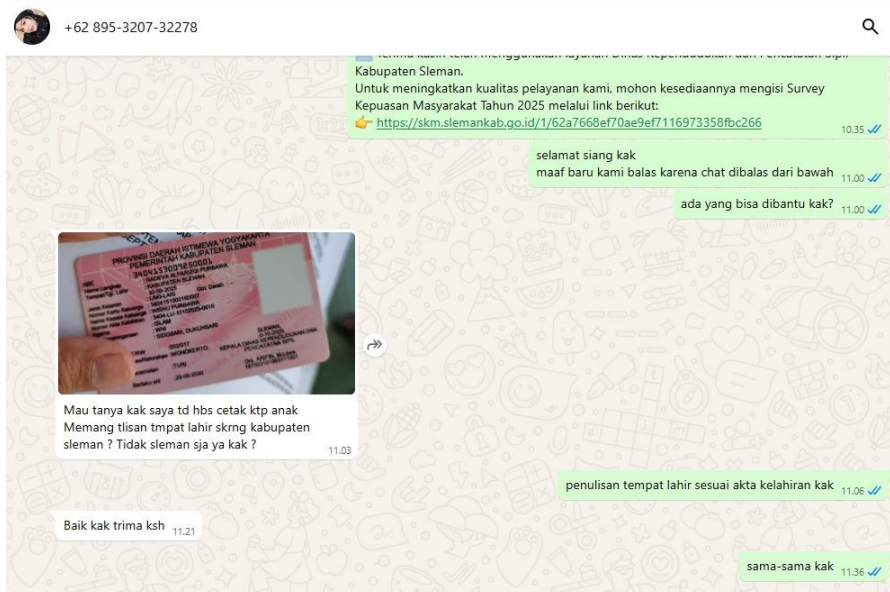 +62 895-3207-32278
Kabupaten Sleman.
Untuk meningkatkan kualitas pelayanan kami, mohon kesediaannya mengisi Survey
Kepuasan Masyarakat Tahun 2025 melalui link berikut:
👉 https://skm.slemankab.go.id/1/62a7668ef70ae9ef7116973358fbc266
10.35
selamat siang kak
maaf baru kami balas karena chat dibalas dari bawah 11.00
ada yang bisa dibantu kak? 11.00
PROVINSI DAERAH ISTIMEWA YOGYAKARTA
PEMERINTAH KABUPATEN SLEMAN
Mau tanya kak saya td hbs cetak ktp anak
Memang tlisan tmpat lahir skrng kabupaten
sleman ? Tidak sleman sja ya kak ?
11.03
penulisan tempat lahir sesuai akta kelahiran kak 11.06
Baik kak trima ksh 11.21
sama-sama kak 11.36